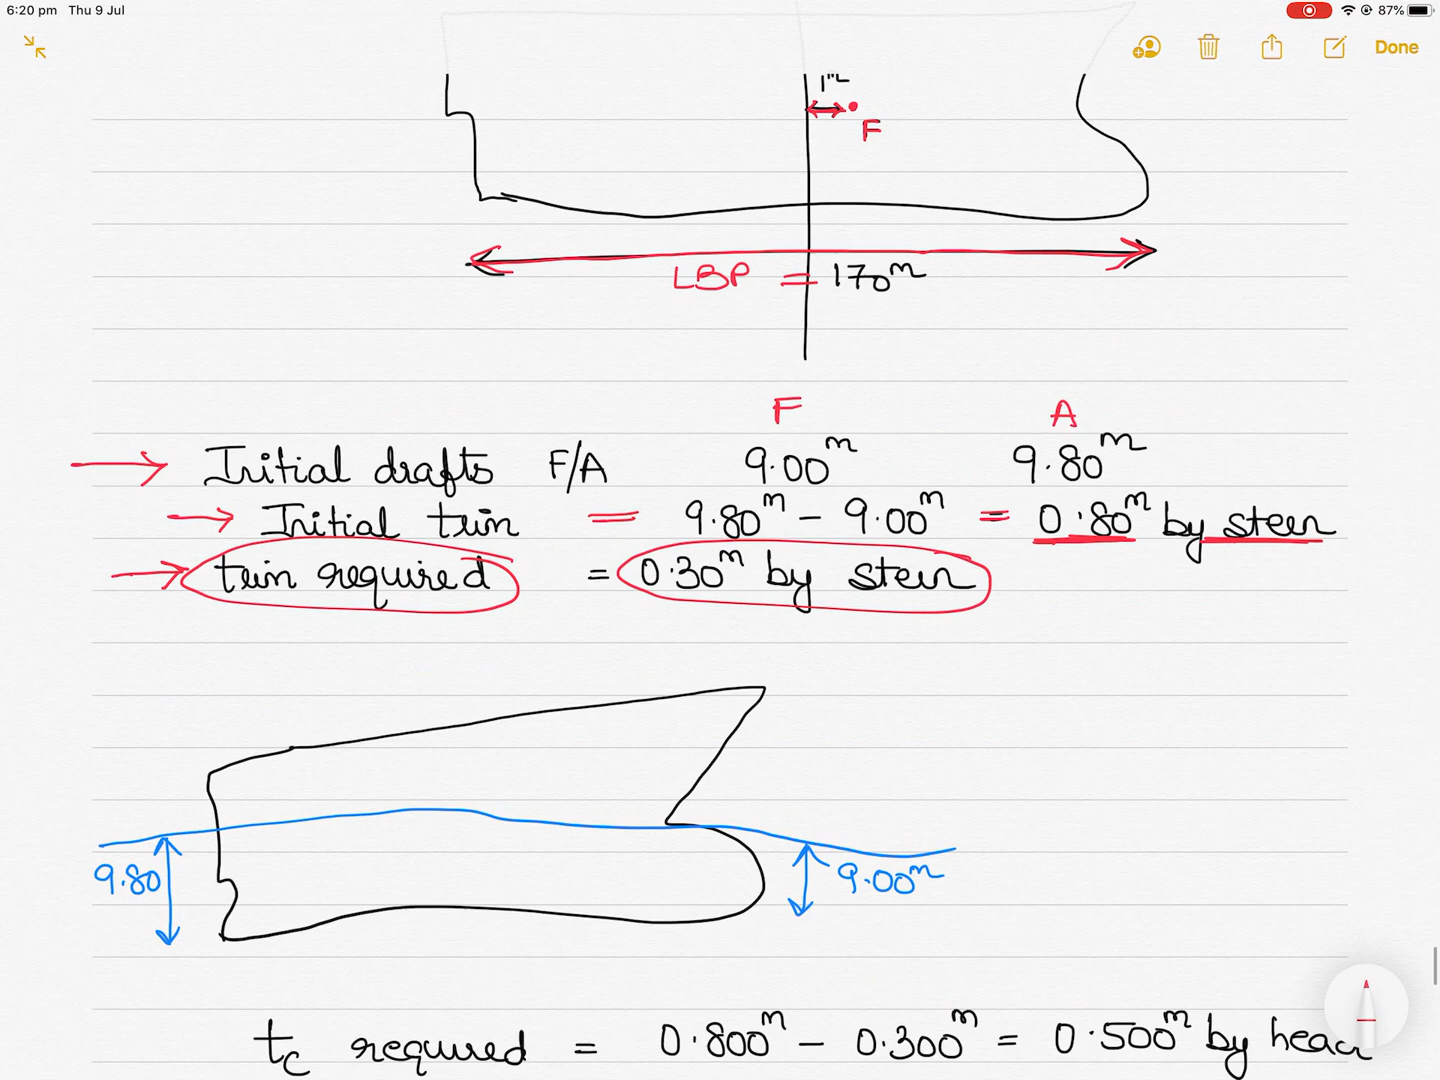 6:20 pm Thu 9 Jul
87%
Done
1m
F
LBP = 170m
F A
Initial drafts F/A 9.00m 9.80m
Initial trim = 9.80m - 9.00m = 0.80m by stern
trim required = 0.30m by stern
9.80
9.00m
tc required = 0.800m - 0.300m = 0.500m by head